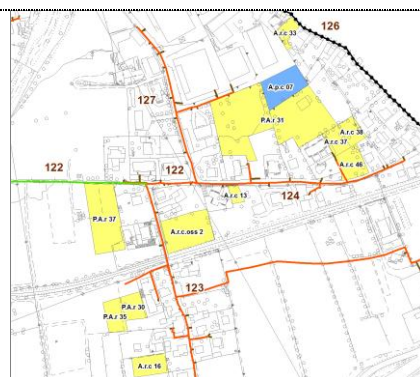 126
A.r.c 33
A.p.c 07
127
P.A.r 31
A.r.c 38
A.r.c 37
122
122
A.r.c 46
A.r.c 13
124
P.A.r 37
A.r.c.oss 2
123
P.A.r 30
P.A.r 35
A.r.c 16